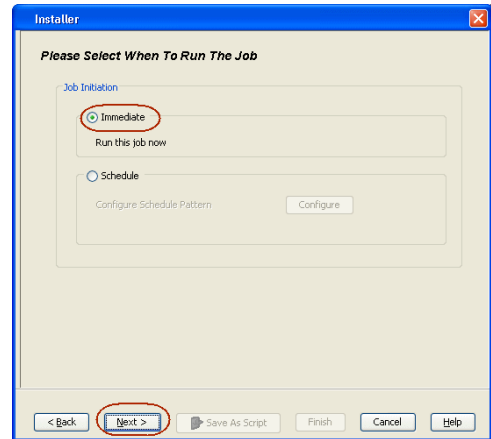 Installer
Please Select When To Run The Job
Job Initiation
Immediate
Run this job now
Schedule
Configure Schedule Pattern Configure
< Back Next > Save As Script Finish Cancel Help